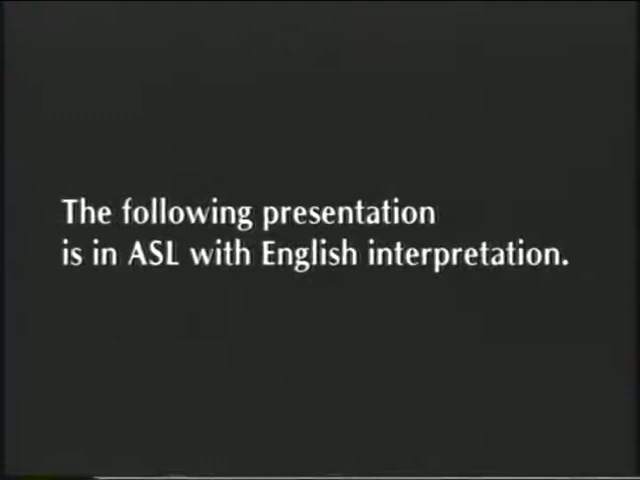 The following presentation
is in ASL with English interpretation.